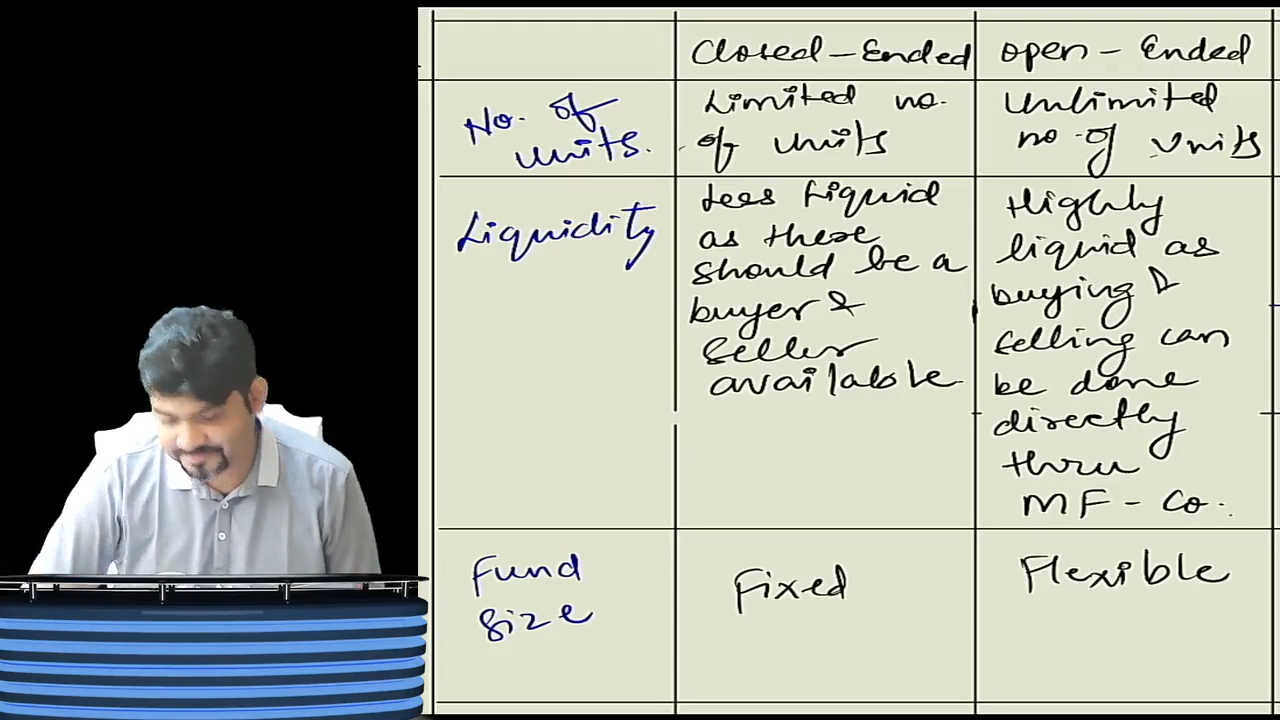 Closed-Ended
Open-Ended
No. of
units.
Limited no.
of units
Unlimited
no of units
Liquidity
Less Liquid
as there
should be a
buyer &
seller
available
Highly
liquid as
buying &
selling can
be done
directly
thru
MF-Co.
Fund
size
Fixed
Flexible